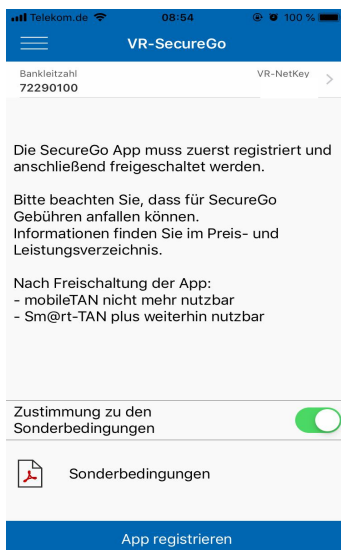 Telekom.de 08:54 100 %
VR-SecureGo
Bankleitzahl VR-NetKey
72290100
Die SecureGo App muss zuerst registriert und
anschließend freigeschaltet werden.
Bitte beachten Sie, dass für SecureGo
Gebühren anfallen können.
Informationen finden Sie im Preis- und
Leistungsverzeichnis.
Nach Freischaltung der App:
- mobileTAN nicht mehr nutzbar
- Sm@rt-TAN plus weiterhin nutzbar
Zustimmung zu den
Sonderbedingungen
Sonderbedingungen
App registrieren